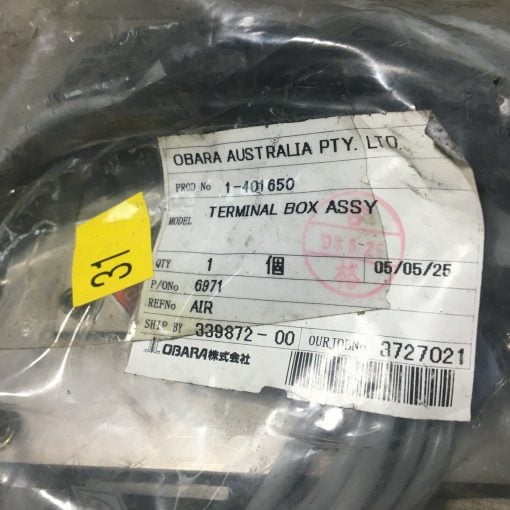 OBARA AUSTRALIA PTY. LTD.
PROD No 1-401650
MODEL TERMINAL BOX ASSY
QTY 1 個 05/05/25
P/ONo 6971
REFNo AIR
SHIP BY 339872-00 OURJOBNo 3727021
OBARA株式会社
格
31